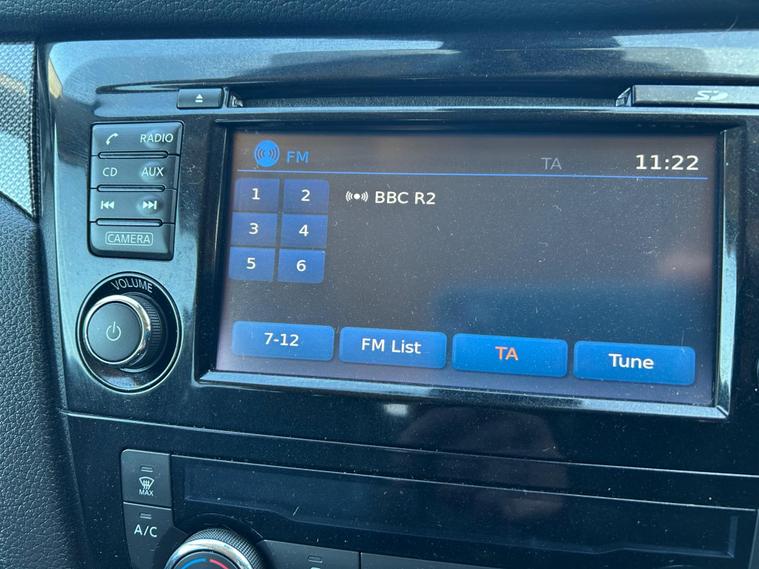 SD
RADIO
CD AUX
CAMERA
VOLUME
FM TA 11:22
1 2 BBC R2
3 4
5 6
7-12 FM List TA Tune
MAX
A/C